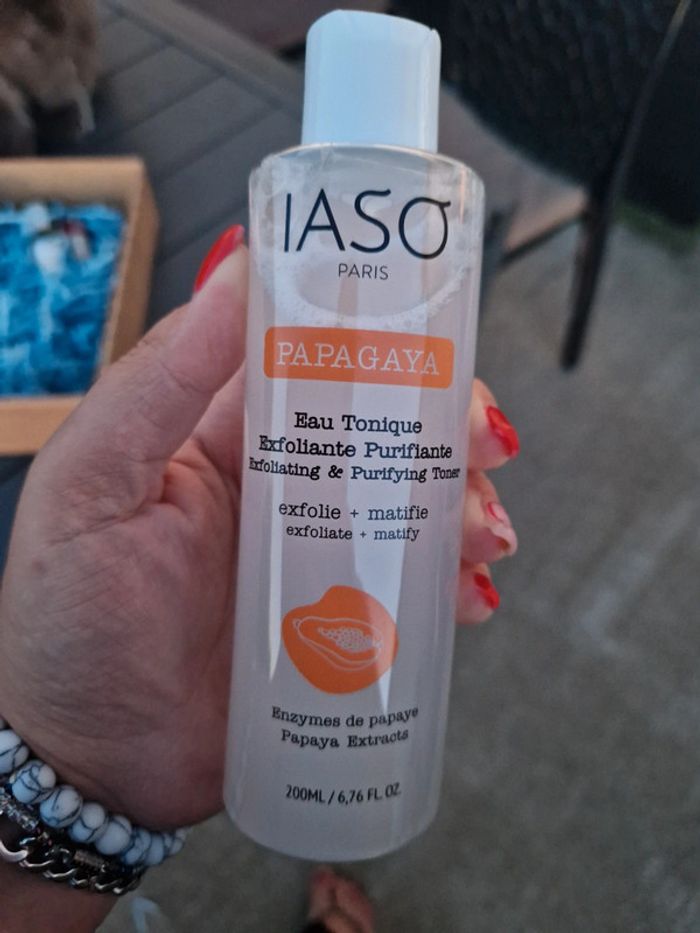 IASO
PARIS
PAPAGAYA
Eau Tonique
Exfoliante Purifiante
Exfoliating & Purifying Toner
exfolie + matifie
exfoliate + matify
Enzymes de papaye
Papaya Extracts
200ML / 6,76 FL. OZ.